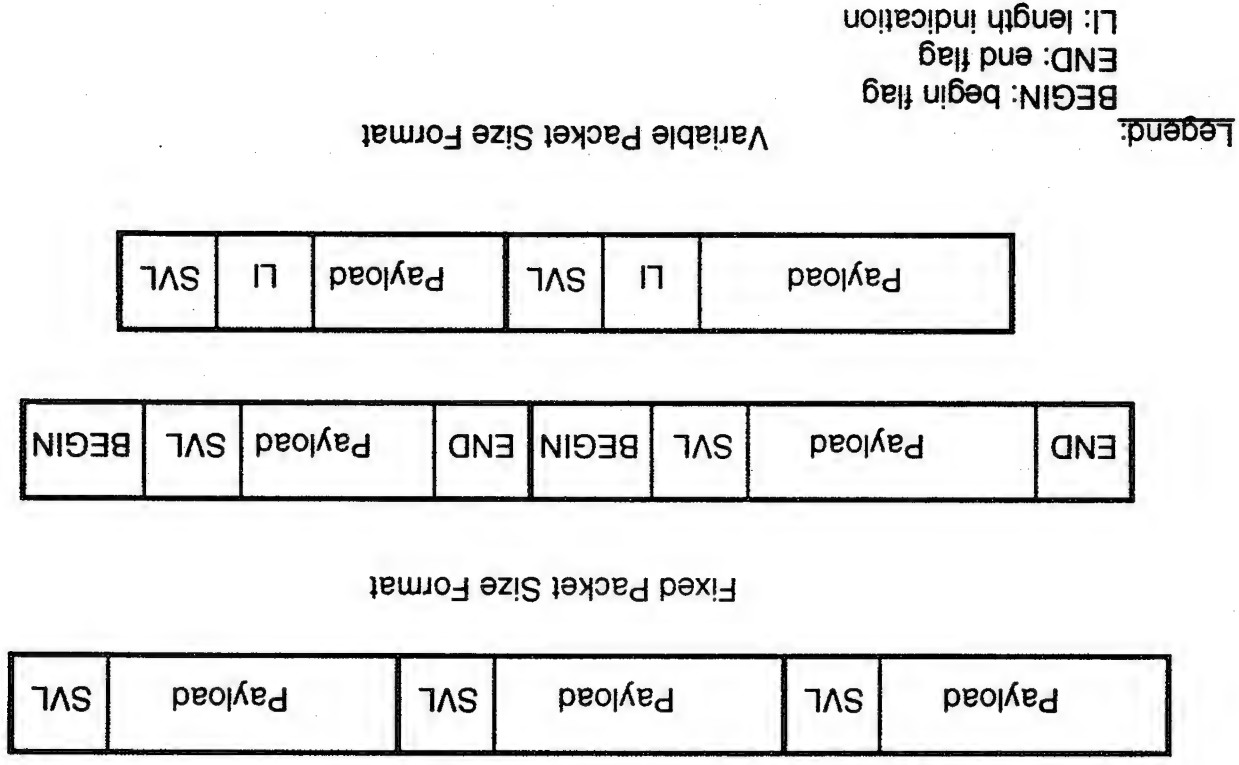 Payload SVL Payload SVL Payload SVL
Fixed Packet Size Format
END Payload SVL BEGIN END Payload SVL BEGIN
Payload LI SVL Payload LI SVL
Variable Packet Size Format
Legend:
BEGIN: begin flag
END: end flag
LI: length indication